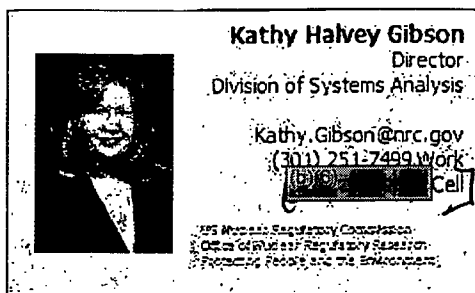 Kathy Halvey Gibson
Director
Division of Systems Analysis
Kathy.Gibson@nrc.gov
(301) 251-7499 Work
(b)(6)
Cell
US Nuclear Regulatory Commission
Office of Nuclear Regulatory Research
Protecting People and the Environment